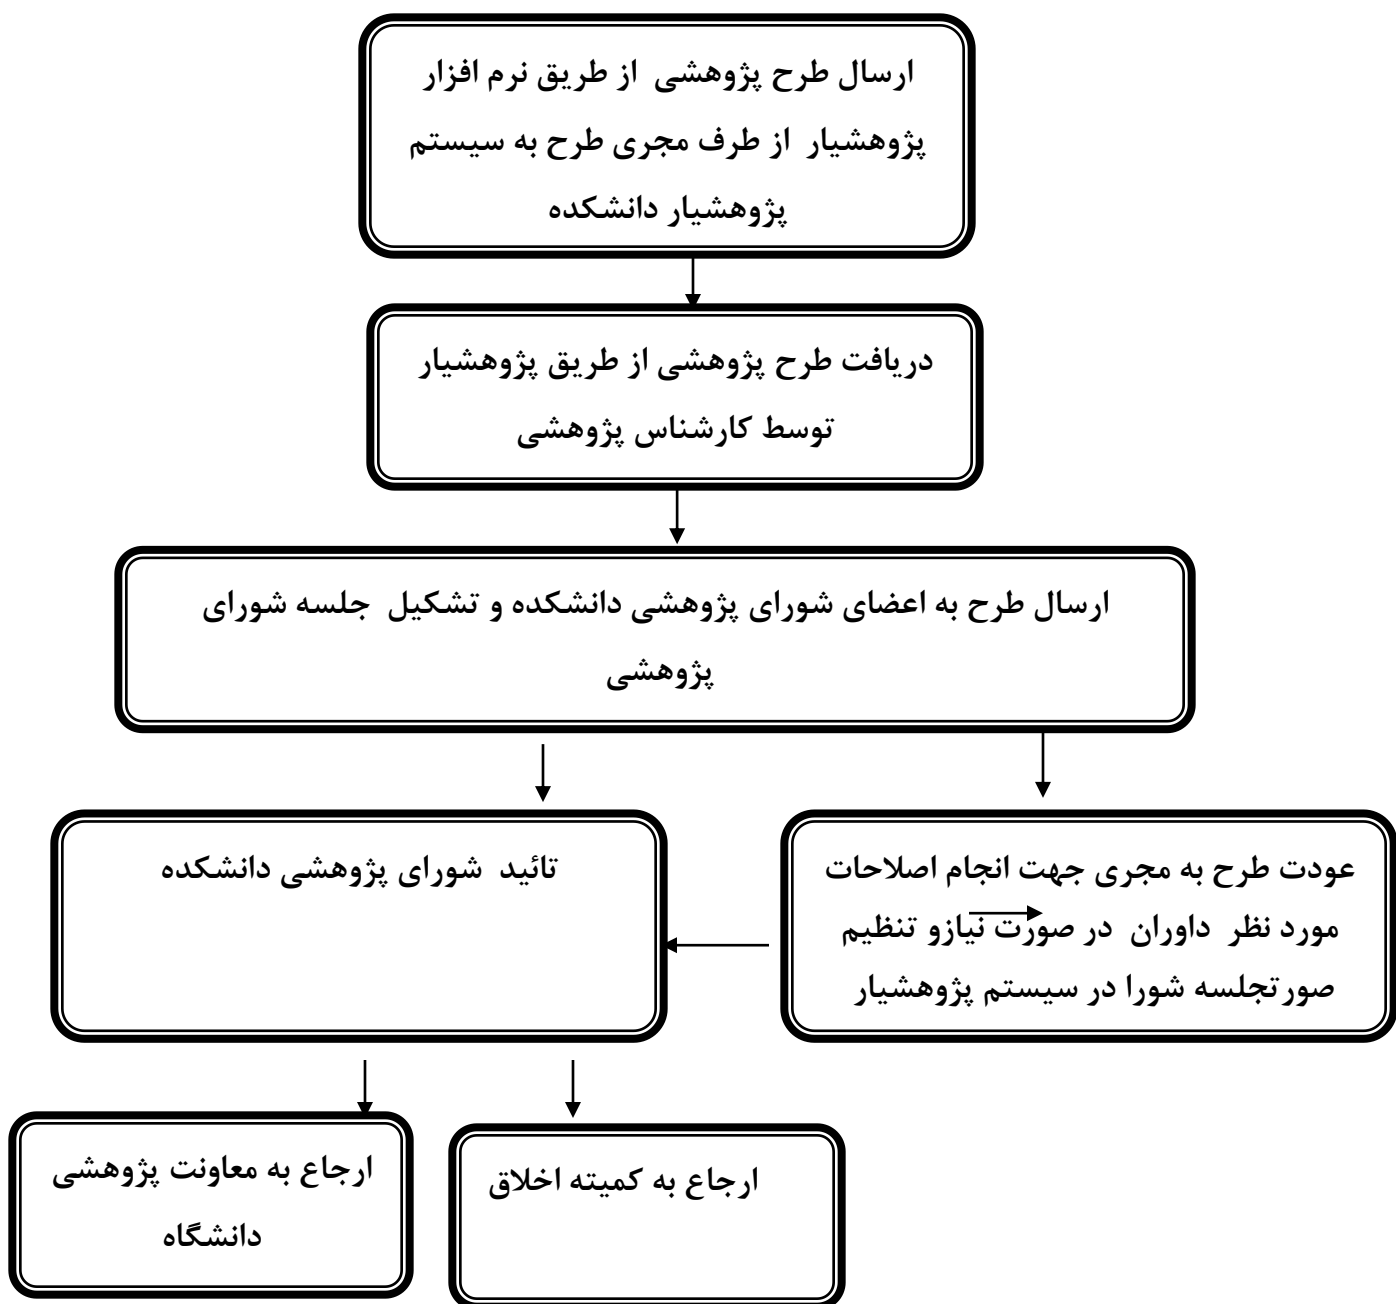 ارسال طرح پژوهشی از طریق نرم افزار
پژوهشیار از طرف مجری طرح به سیستم
پژوهشیار دانشکده
دریافت طرح پژوهشی از طریق پژوهشیار
توسط کارشناس پژوهشی
ارسال طرح به اعضای شورای پژوهشی دانشکده و تشکیل جلسه شورای
پژوهشی
عودت طرح به مجری جهت انجام اصلاحات
مورد نظر داوران در صورت نیازو تنظیم
صورتجلسه شورا در سیستم پژوهشیار
تائید شورای پژوهشی دانشکده
ارجاع به کمیته اخلاق
ارجاع به معاونت پژوهشی
دانشگاه